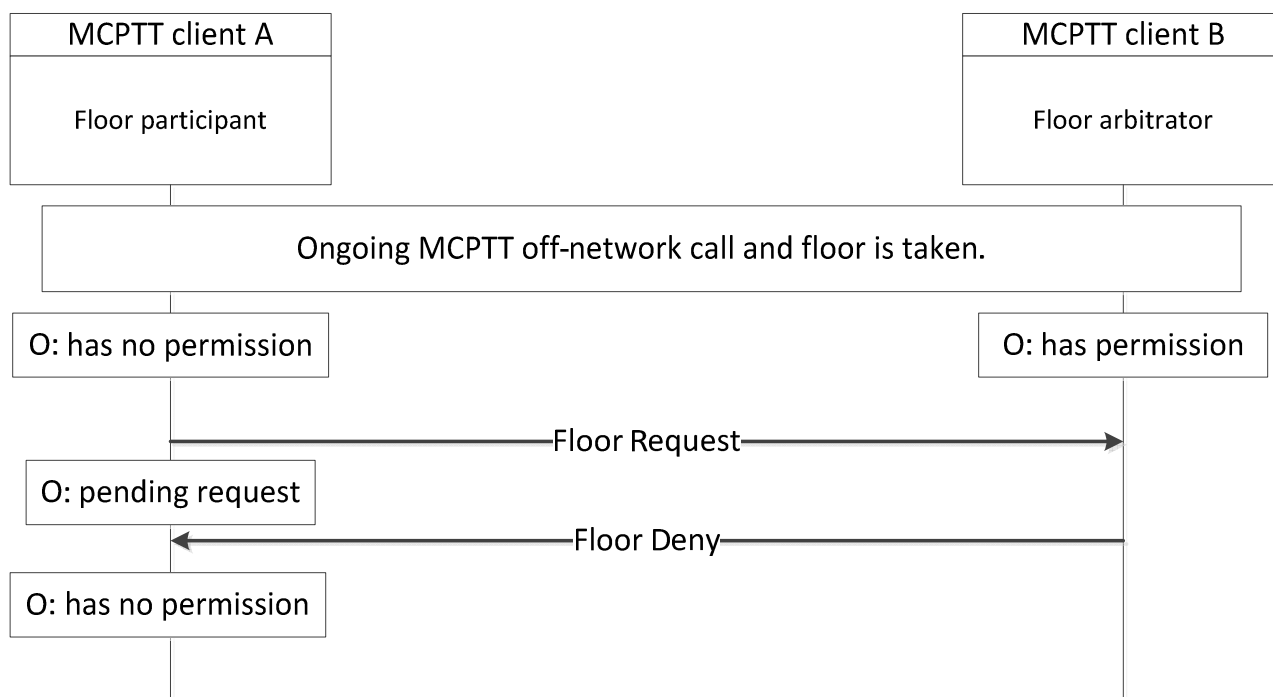 MCPTT client A
MCPTT client B
Floor participant
Floor arbitrator
Ongoing MCPTT off-network call and floor is taken.
O: has no permission
O: has permission
Floor Request
O: pending request
Floor Deny
O: has no permission